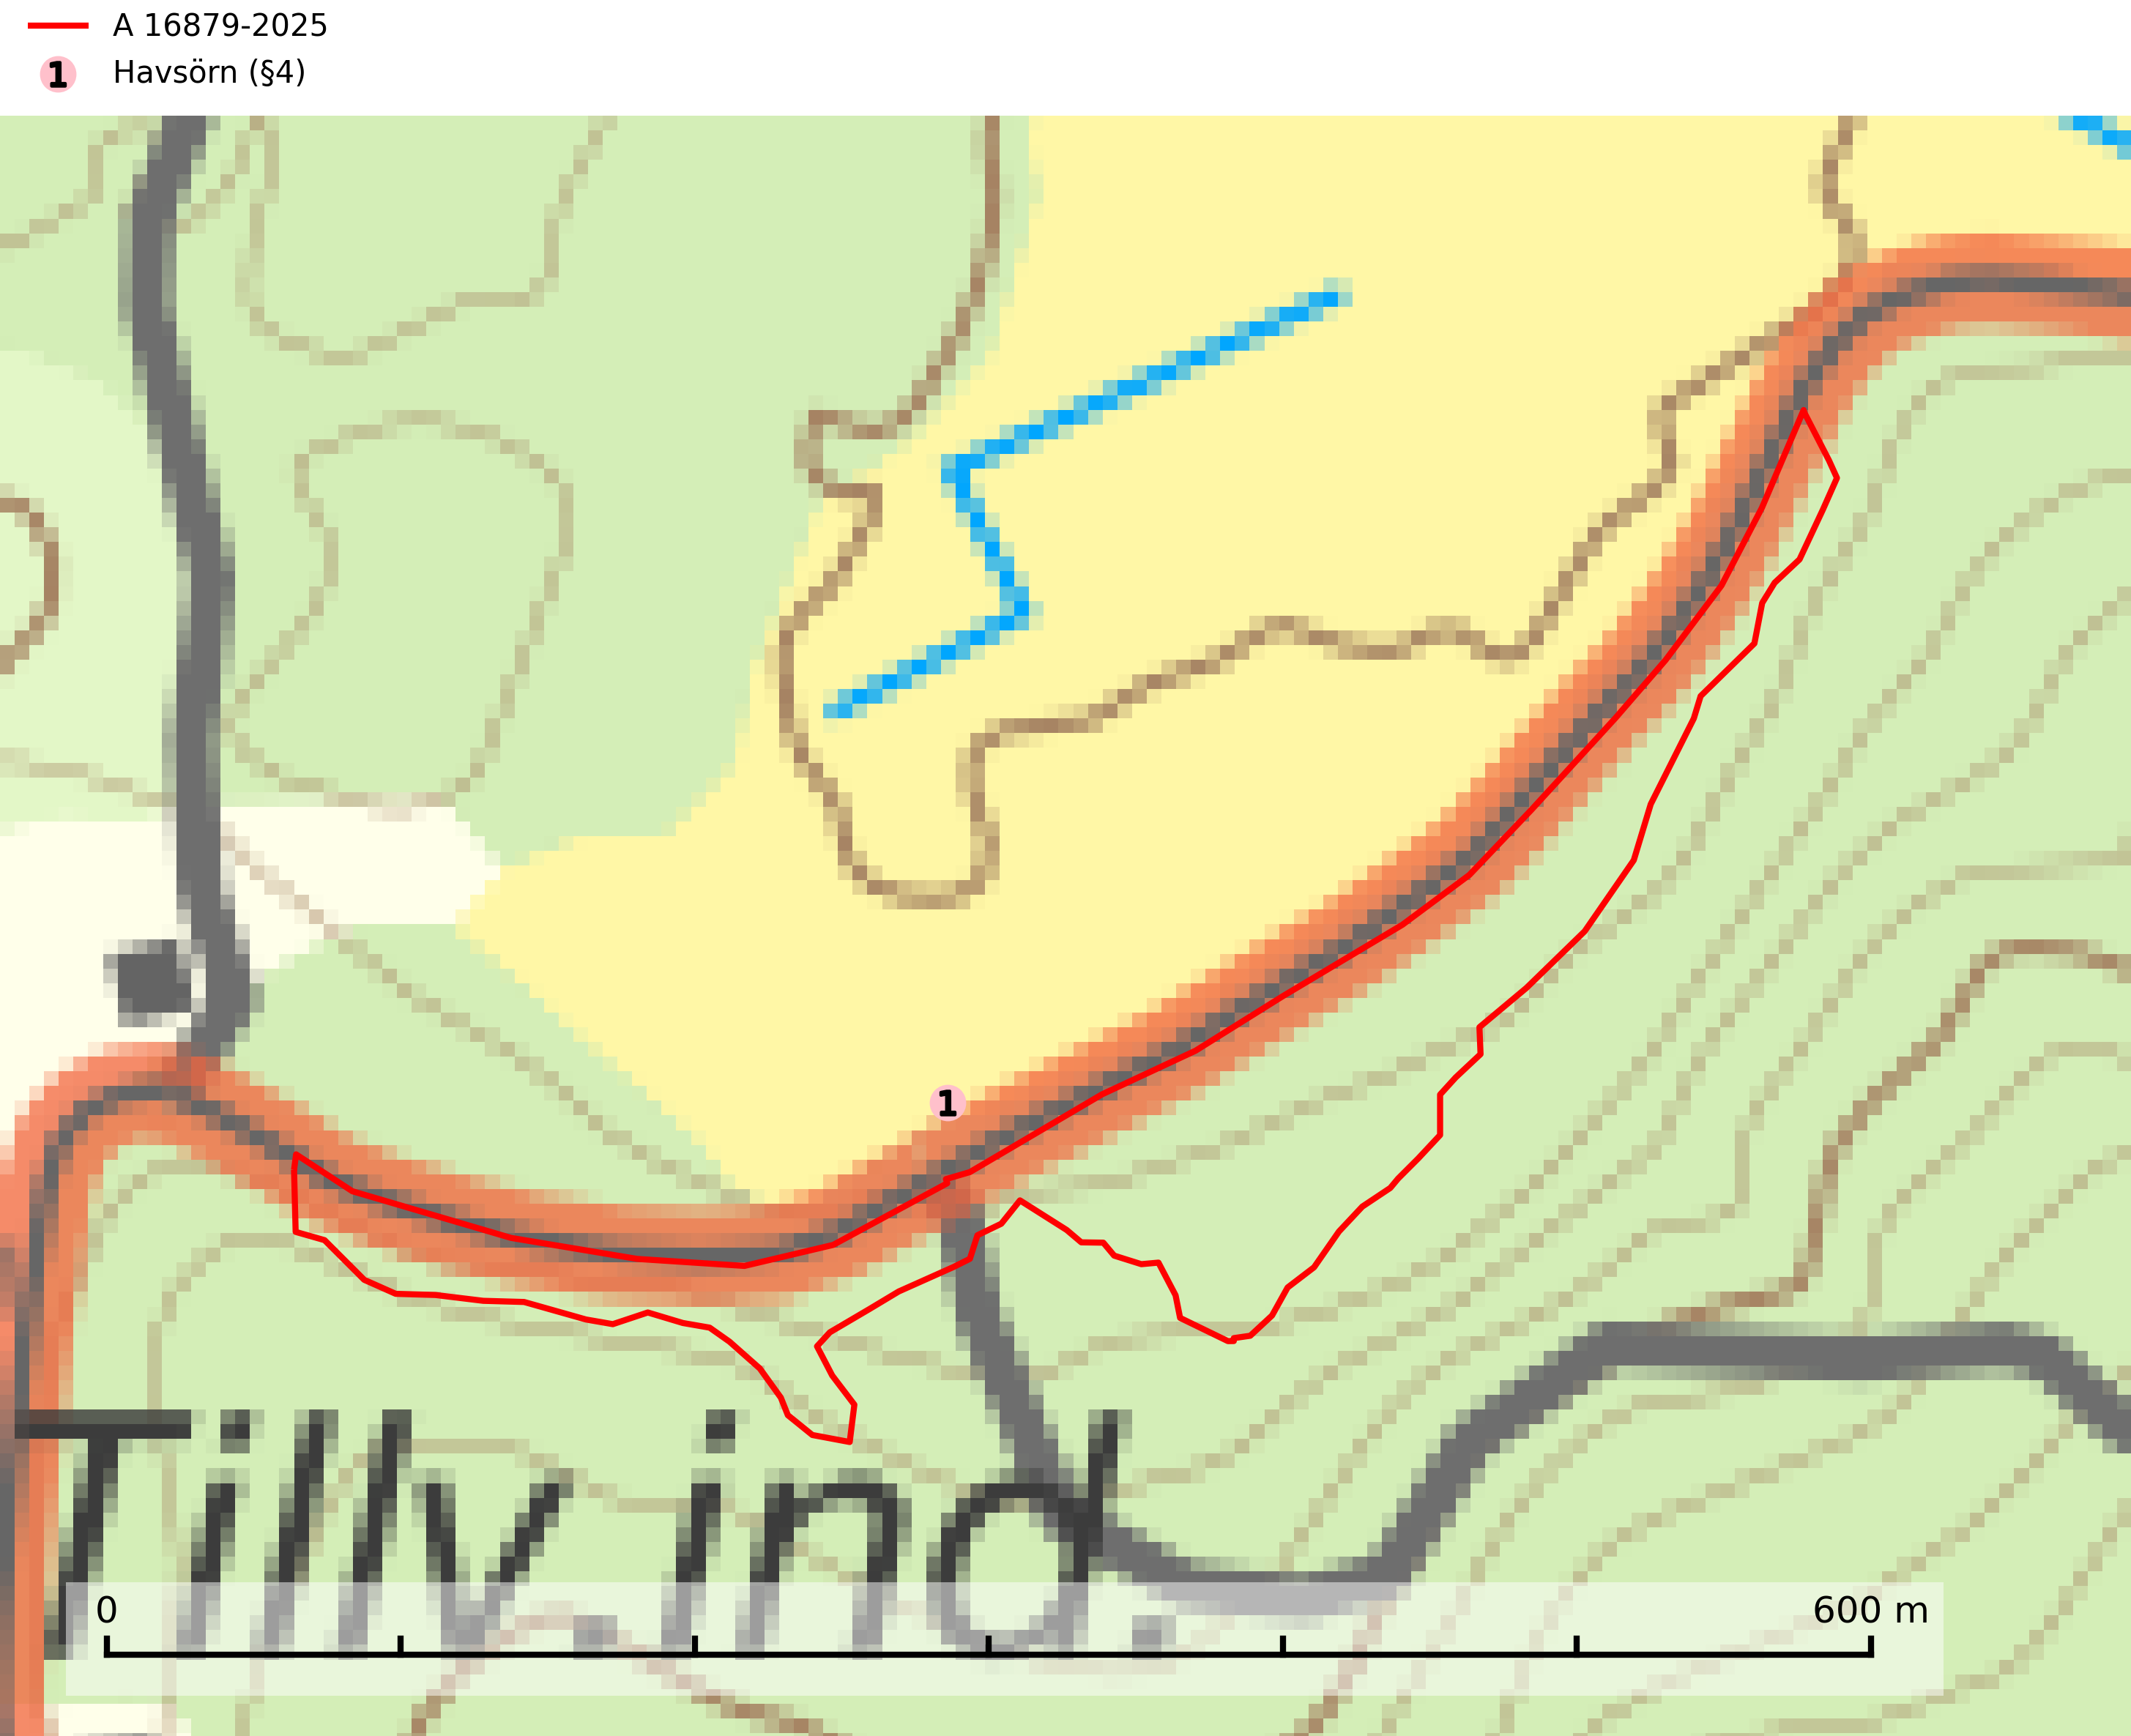 A 16879-2025
1 Havsörn (§4)
1
Tilly ind.
0 600 m